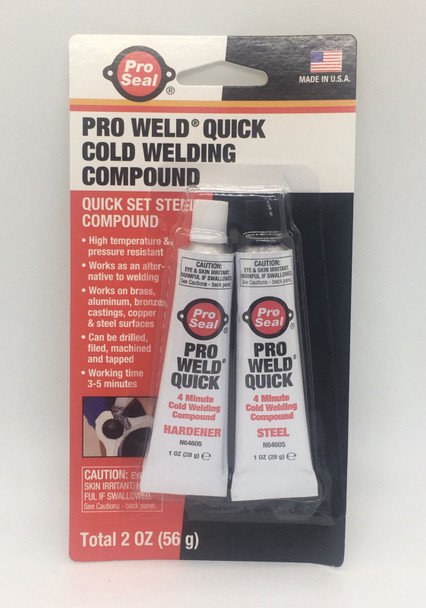 Pro
Seal
®
MADE IN U.S.A.
PRO WELD® QUICK
COLD WELDING
COMPOUND
QUICK SET STEEL
COMPOUND
• High temperature &
pressure resistant
• Works as an alter-
native to welding
• Works on brass,
aluminum, bronze,
castings, copper
& steel surfaces
• Can be drilled,
filed, machined
and tapped
• Working time
3-5 minutes
CAUTION: EYE
SKIN IRRITANT.
FUL IF SWALLOWED.
See Cautions - back panel.
Total 2 OZ (56 g)
CAUTION:
EYE & SKIN IRRITANT.
HARMFUL IF SWALLOWED.
See Cautions - back panel.
Pro
Seal
PRO
WELD®
QUICK
4 Minute
Cold Welding
Compound
HARDENER
N64605
1 OZ (28 g) e
CAUTION:
EYE & SKIN IRRITANT.
HARMFUL IF SWALLOWED.
See Cautions - back panel.
Pro
Seal
PRO
WELD®
QUICK
4 Minute
Cold Welding
Compound
STEEL
N64605
1 OZ (28 g) e